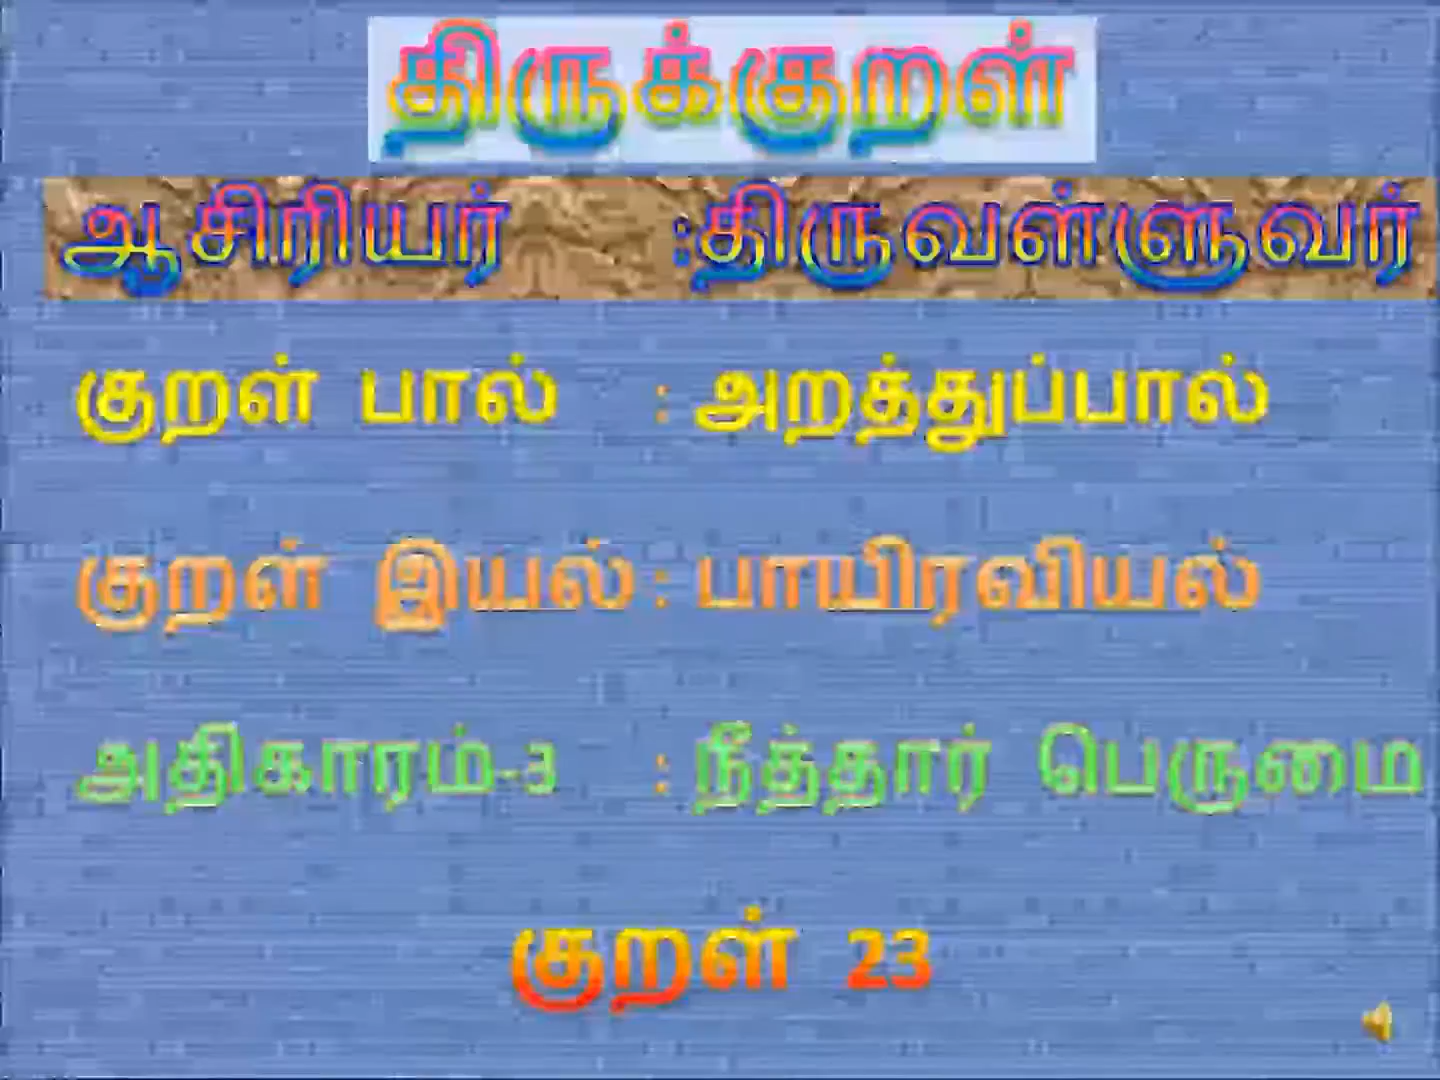 திருக்குறள்
ஆசிரியர் :திருவள்ளுவர்
குறள் பால் : அறத்துப்பால்
குறள் இயல் : பாயிரவியல்
அதிகாரம்-3 : நீத்தார் பெருமை
குறள் 23